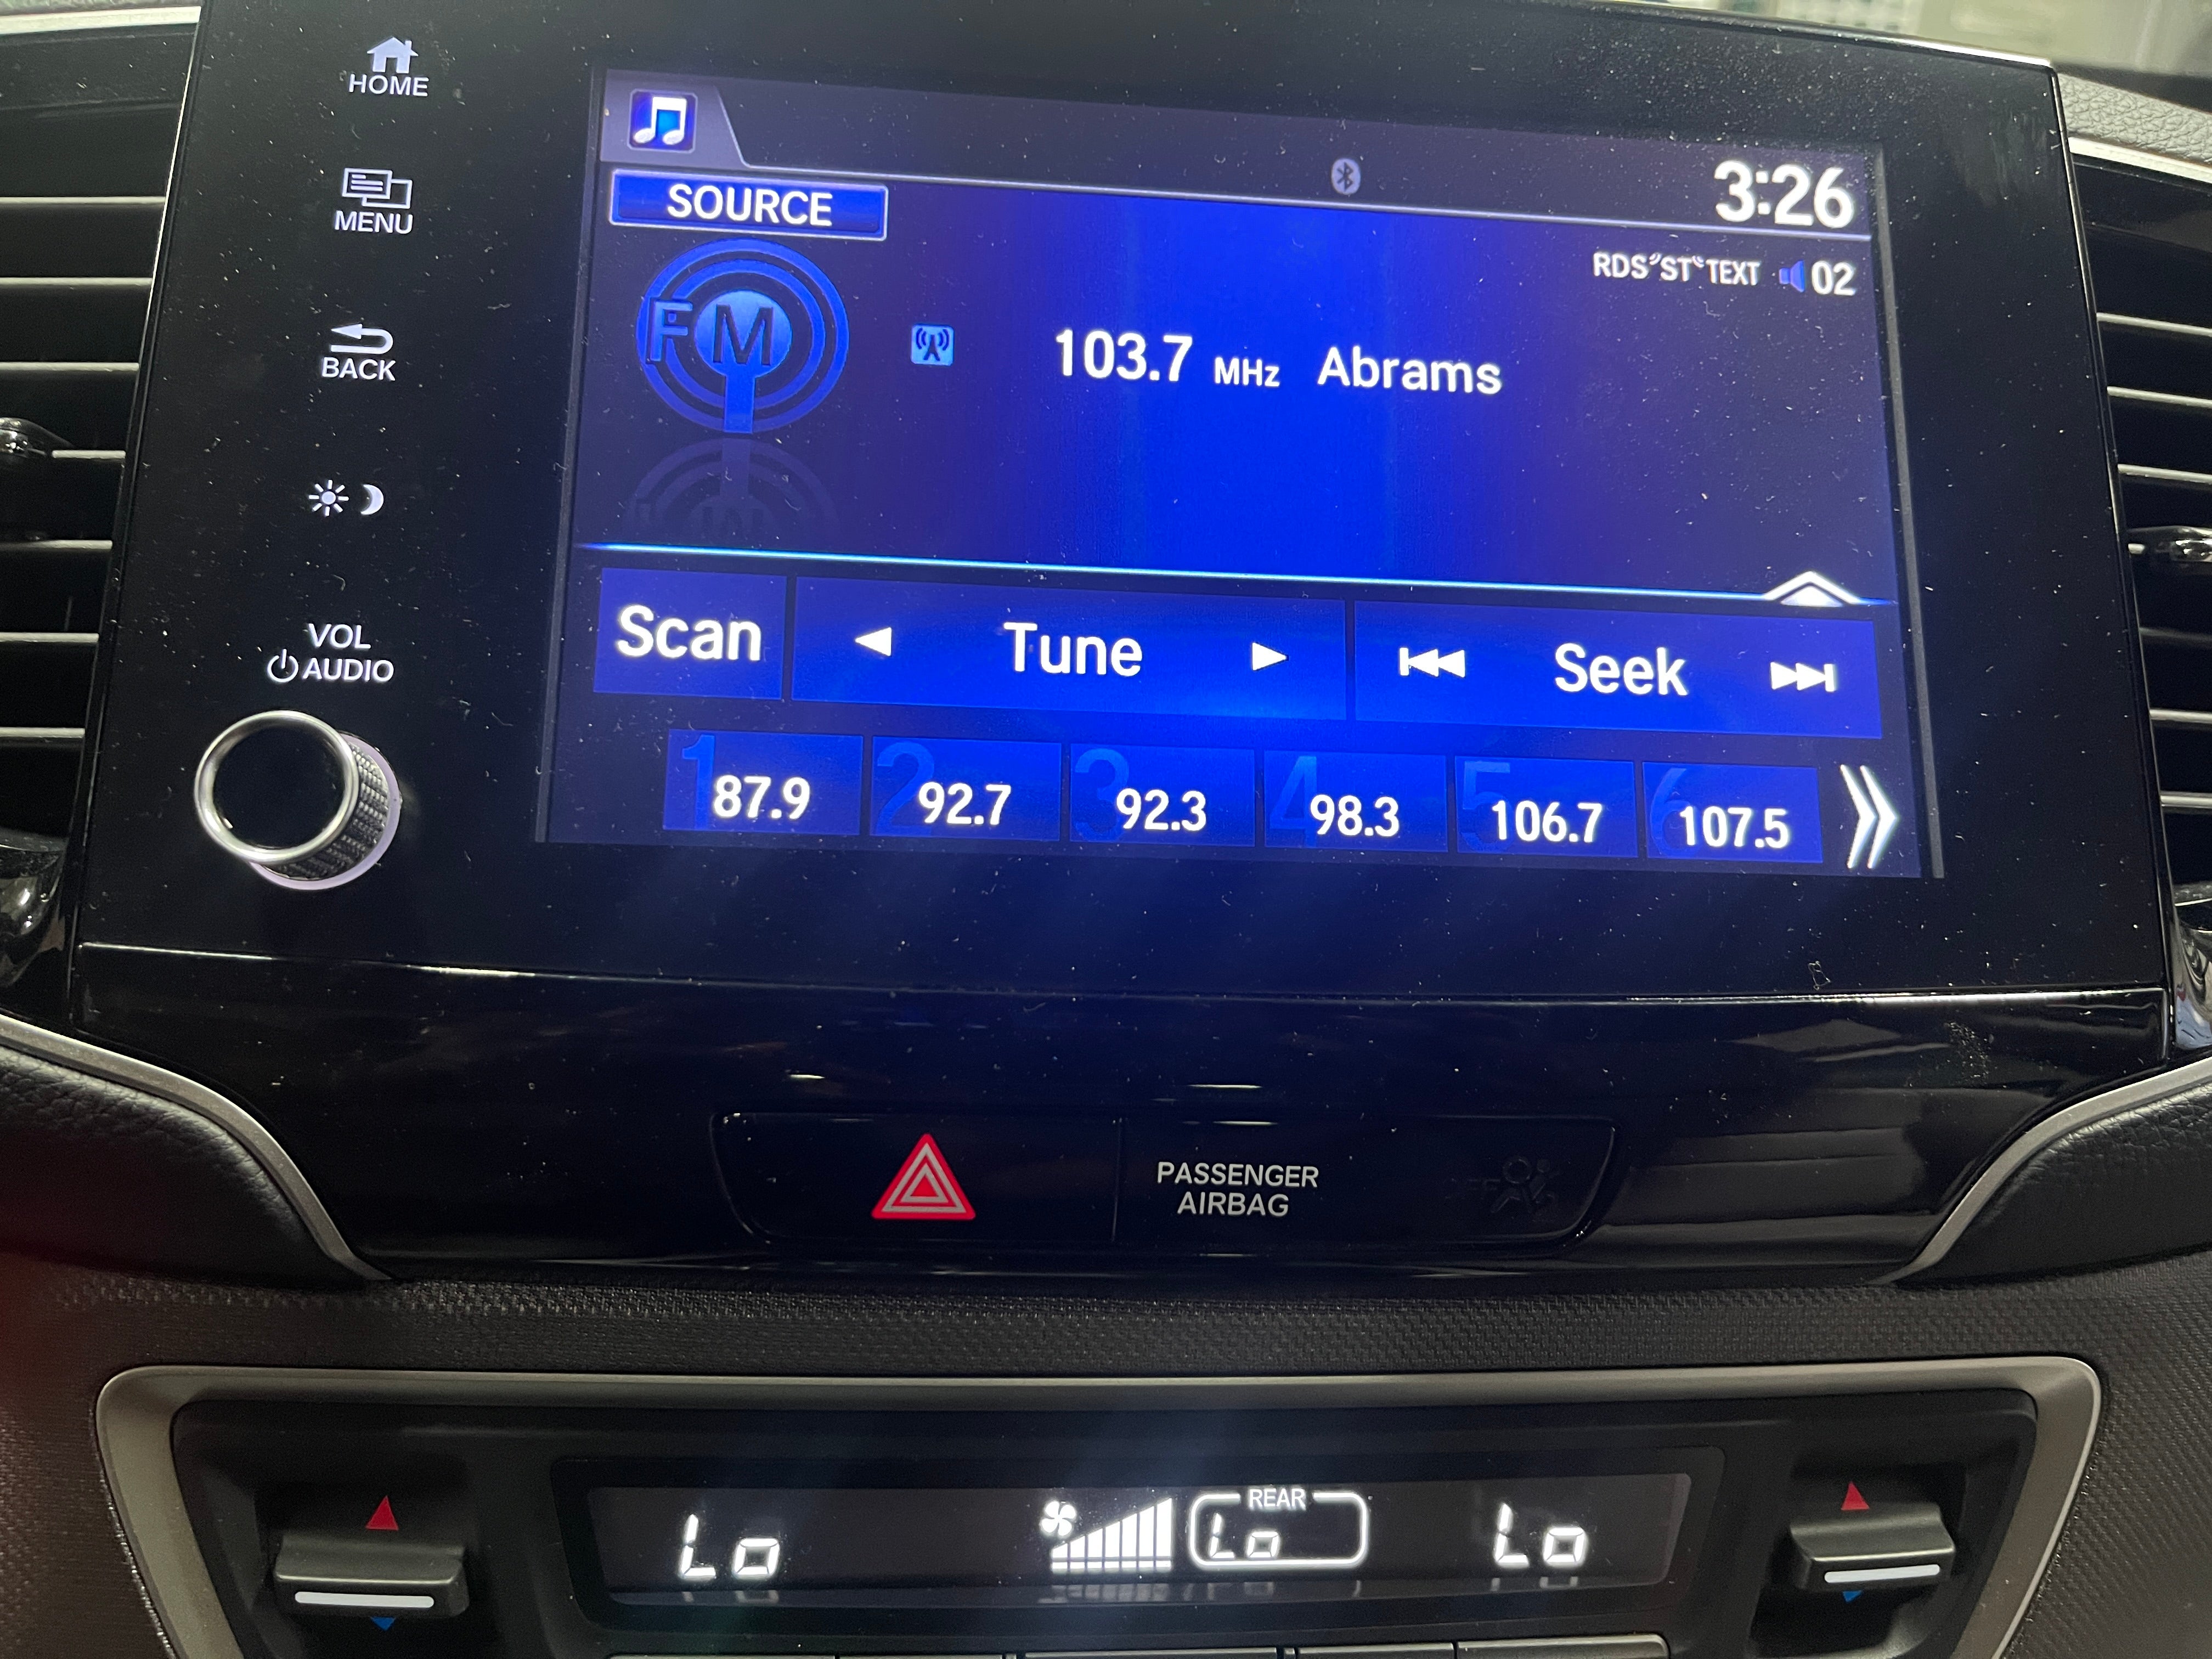 HOME
MENU
BACK
VOL
AUDIO
SOURCE
3:26
RDS ST TEXT 02
FM
103.7 MHz Abrams
Scan Tune Seek
1 87.9 2 92.7 3 92.3 4 98.3 5 106.7 6 107.5
PASSENGER
AIRBAG
Lo REAR Lo Lo